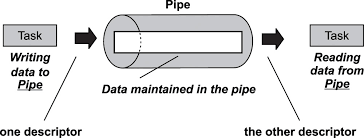 Pipe
Task
Task
Writing
data to
Pipe
Reading
data from
Pipe
Data maintained in the pipe
one descriptor
the other descriptor